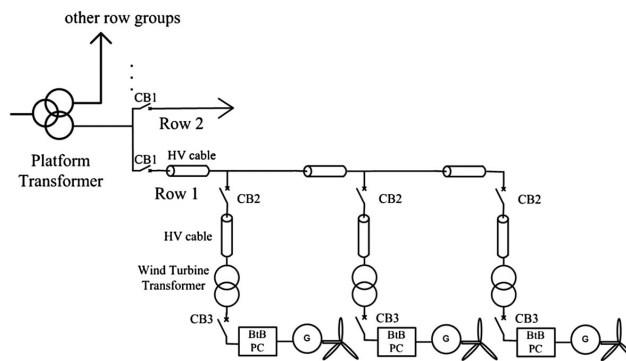 other row groups
CB1
Row 2
Platform
Transformer
CB1
HV cable
Row 1
CB2
CB2
CB2
HV cable
Wind Turbine
Transformer
CB3
CB3
CB3
BtB
PC
G
BtB
PC
G
BtB
PC
G